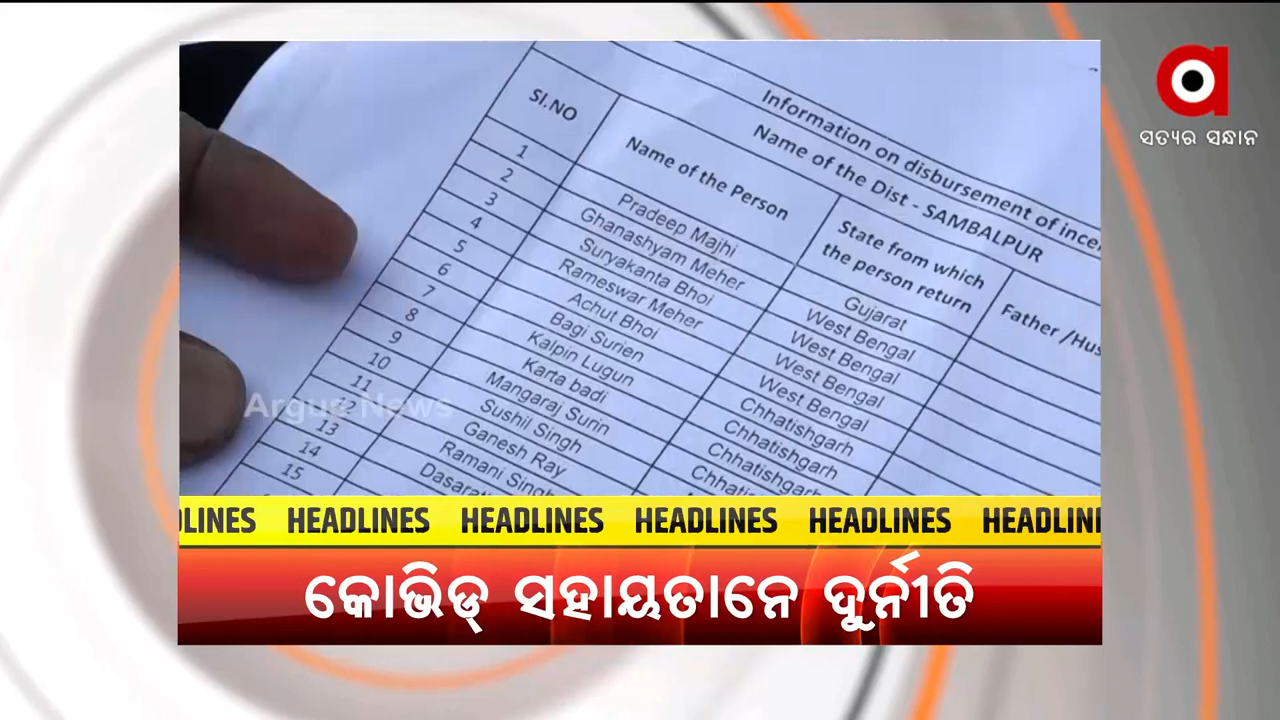 ସତ୍ୟର ସନ୍ଧାନ
Information on disbursement of
Name of the Dist - SAMBALPUR
SI.NO
Name of the Person
State from which
the person return
Father /Hus
1 Pradeep Majhi Gujarat
2 Ghanashyam Meher West Bengal
3 Suryakanta Bhoi West Bengal
4 Rameswar Meher West Bengal
5 Achut Bhoi West Bengal
6 Bagi Surien Chhatishgarh
7 Kalpin Lugun Chhatishgarh
8 Karta badi Chhatishgarh
9 Mangaraj Surin
10 Sushil Singh
11 Ganesh Ray
12 Ramani Singh
13
14
15
Argus News
HEADLINES HEADLINES HEADLINES HEADLINES
କୋଭିଡ୍ ସହାୟତାନେ ଦୁର୍ନୀତି